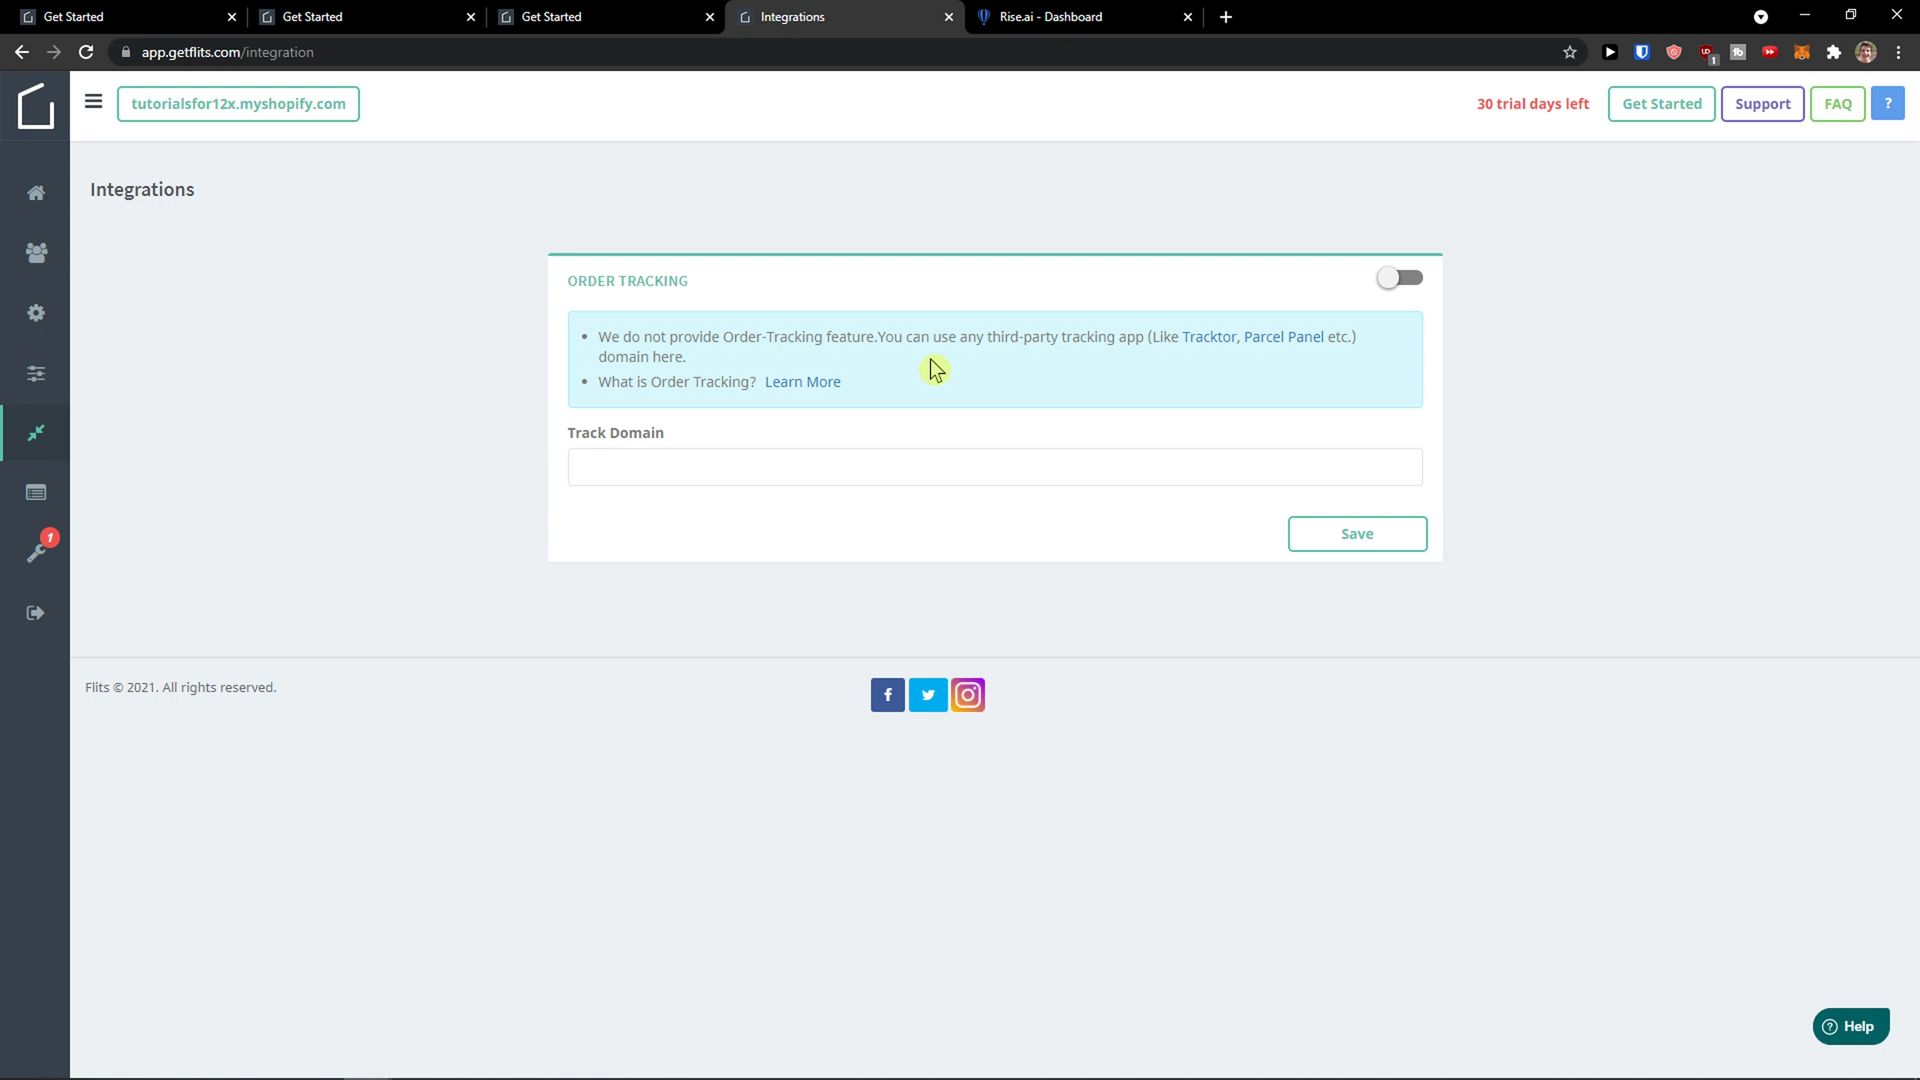 Get Started
Get Started
Get Started
Integrations
Rise.ai - Dashboard
app.getflits.com/integration
tutorialsfor12x.myshopify.com
30 trial days left
Get Started
Support
FAQ
?
Integrations
ORDER TRACKING
We do not provide Order-Tracking feature.You can use any third-party tracking app (Like Tracktor, Parcel Panel etc.)
domain here.
What is Order Tracking? Learn More
Track Domain
Save
1
Flits © 2021. All rights reserved.
Help